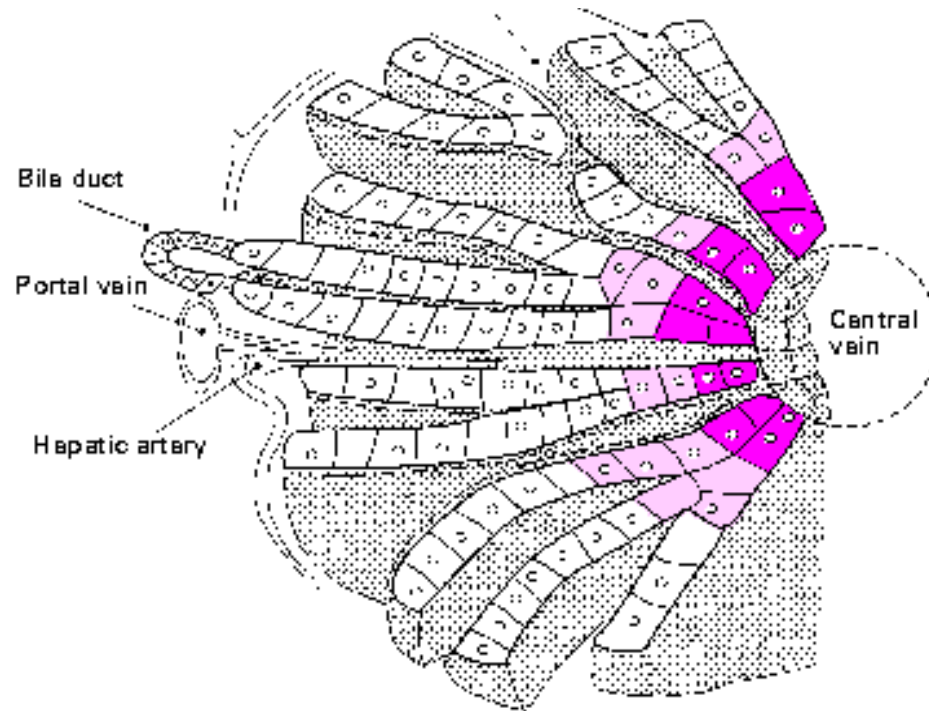 Bile duct
Portal vein
Central
vein
Hepatic artery